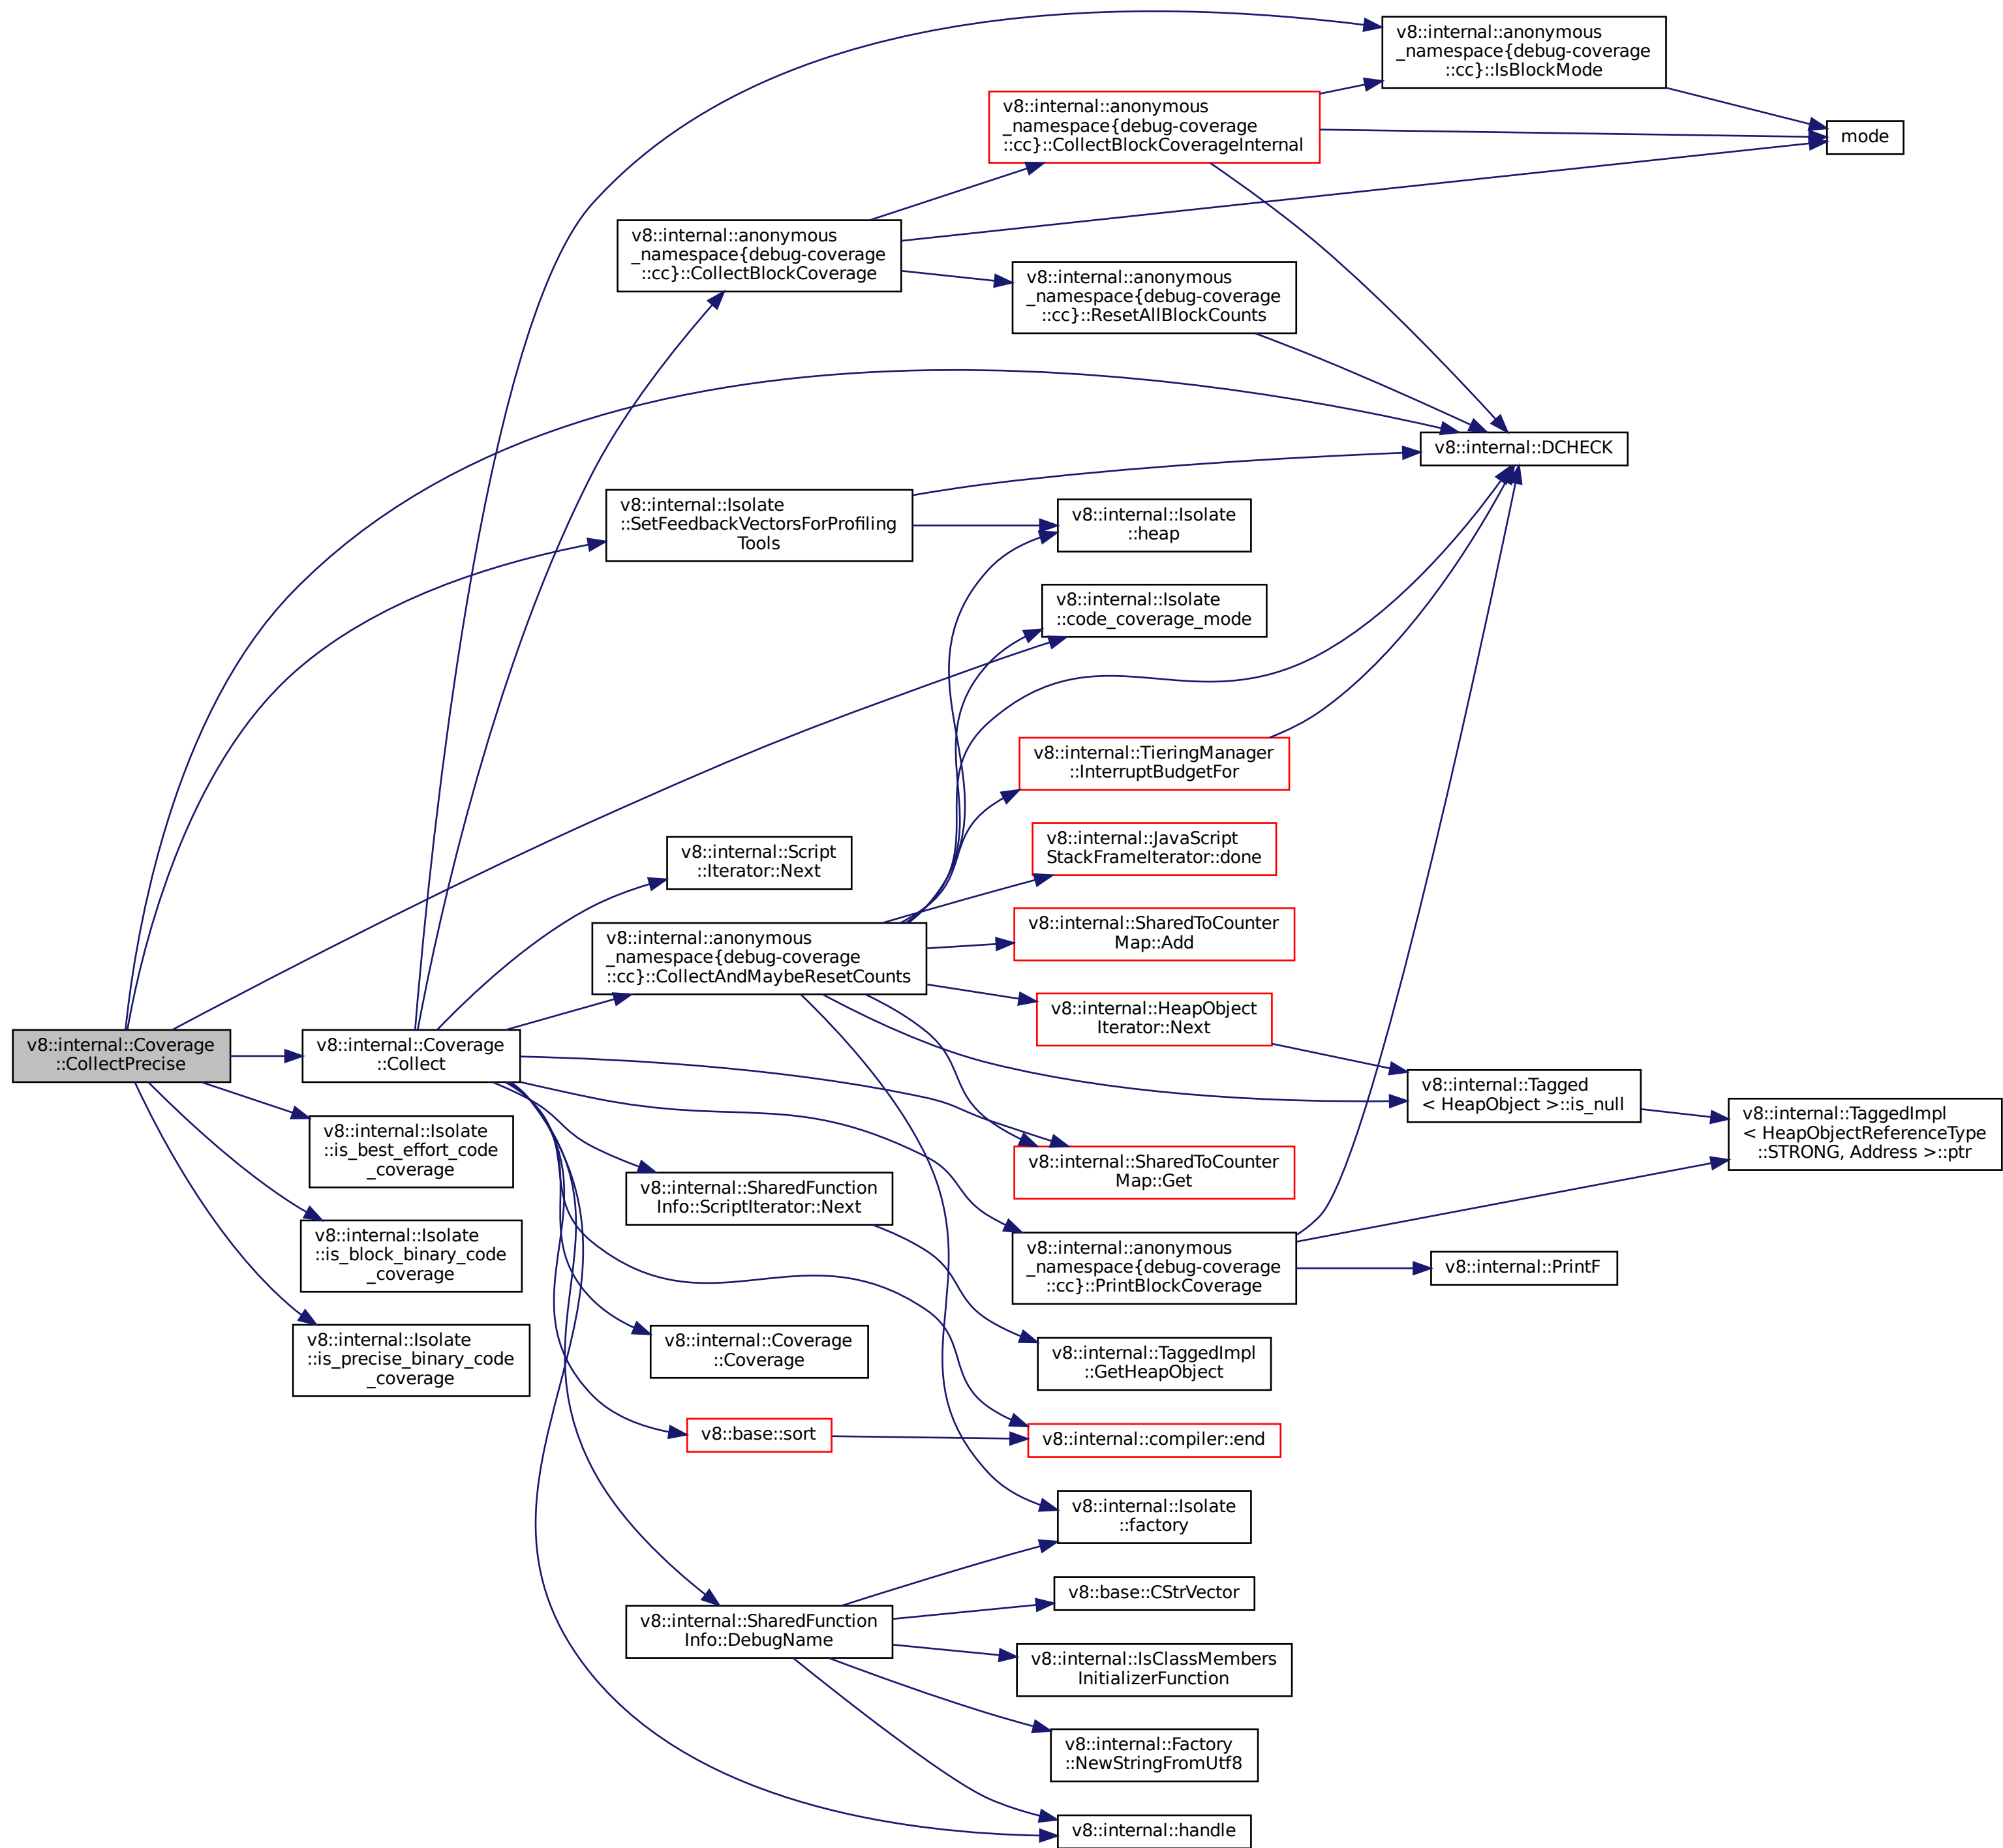 v8::internal::anonymous
_namespace{debug-coverage
::cc}::IsBlockMode
v8::internal::anonymous
_namespace{debug-coverage
::cc}::CollectBlockCoverageInternal
mode
v8::internal::anonymous
_namespace{debug-coverage
::cc}::CollectBlockCoverage
v8::internal::anonymous
_namespace{debug-coverage
::cc}::ResetAllBlockCounts
v8::internal::DCHECK
v8::internal::Isolate
::SetFeedbackVectorsForProfiling
Tools
v8::internal::Isolate
::heap
v8::internal::Isolate
::code_coverage_mode
v8::internal::TieringManager
::InterruptBudgetFor
v8::internal::JavaScript
StackFrameIterator::done
v8::internal::Script
::Iterator::Next
v8::internal::SharedToCounter
Map::Add
v8::internal::anonymous
_namespace{debug-coverage
::cc}::CollectAndMaybeResetCounts
v8::internal::HeapObject
Iterator::Next
v8::internal::Coverage
::CollectPrecise
v8::internal::Coverage
::Collect
v8::internal::Tagged
< HeapObject >::is_null
v8::internal::TaggedImpl
< HeapObjectReferenceType
::STRONG, Address >::ptr
v8::internal::Isolate
::is_best_effort_code
_coverage
v8::internal::SharedToCounter
Map::Get
v8::internal::SharedFunction
Info::ScriptIterator::Next
v8::internal::Isolate
::is_block_binary_code
_coverage
v8::internal::anonymous
_namespace{debug-coverage
::cc}::PrintBlockCoverage
v8::internal::PrintF
v8::internal::Isolate
::is_precise_binary_code
_coverage
v8::internal::Coverage
::Coverage
v8::internal::TaggedImpl
::GetHeapObject
v8::base::sort
v8::internal::compiler::end
v8::internal::Isolate
::factory
v8::base::CStrVector
v8::internal::SharedFunction
Info::DebugName
v8::internal::IsClassMembers
InitializerFunction
v8::internal::Factory
::NewStringFromUtf8
v8::internal::handle